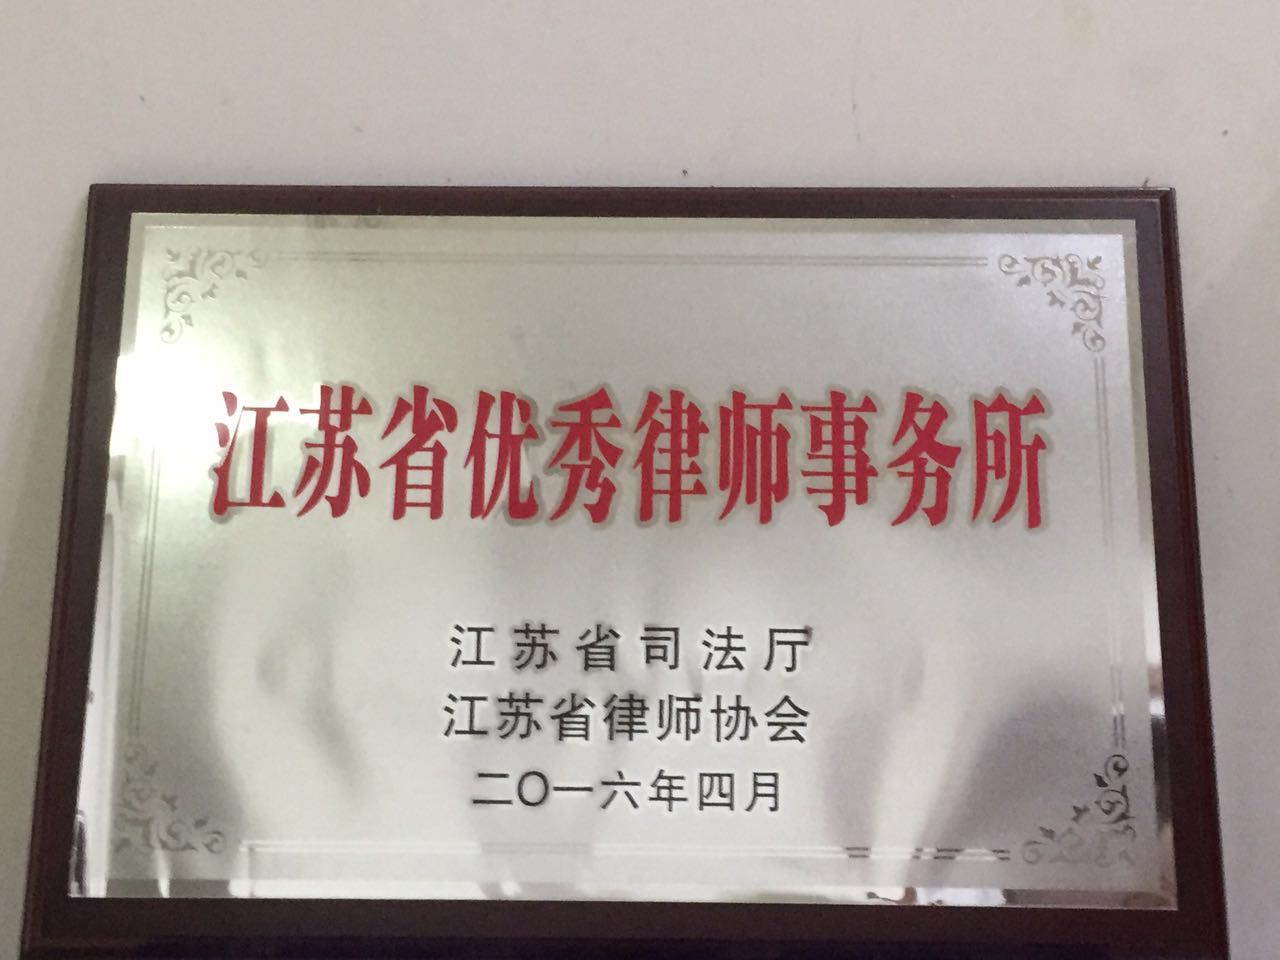 江苏省优秀律师事务所
江苏省司法厅
江苏省律师协会
二〇一六年四月